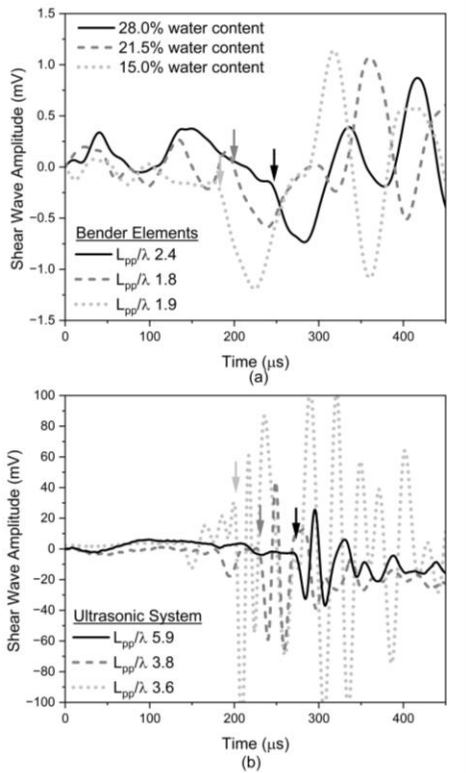 (a)
28.0% water content
21.5% water content
15.0% water content
Shear Wave Amplitude (mV)
1.5
1.0
0.5
0.0
−0.5
−1.0
−1.5
Bender Elements
Lpp/λ 2.4
Lpp/λ 1.8
Lpp/λ 1.9
0 100 200 300 400
Time (μs)
(a)
Shear Wave Amplitude (mV)
100
80
60
40
20
0
−20
−40
−60
−80
−100
Ultrasonic System
Lpp/λ 5.9
Lpp/λ 3.8
Lpp/λ 3.6
0 100 200 300 400
Time (μs)
(b)